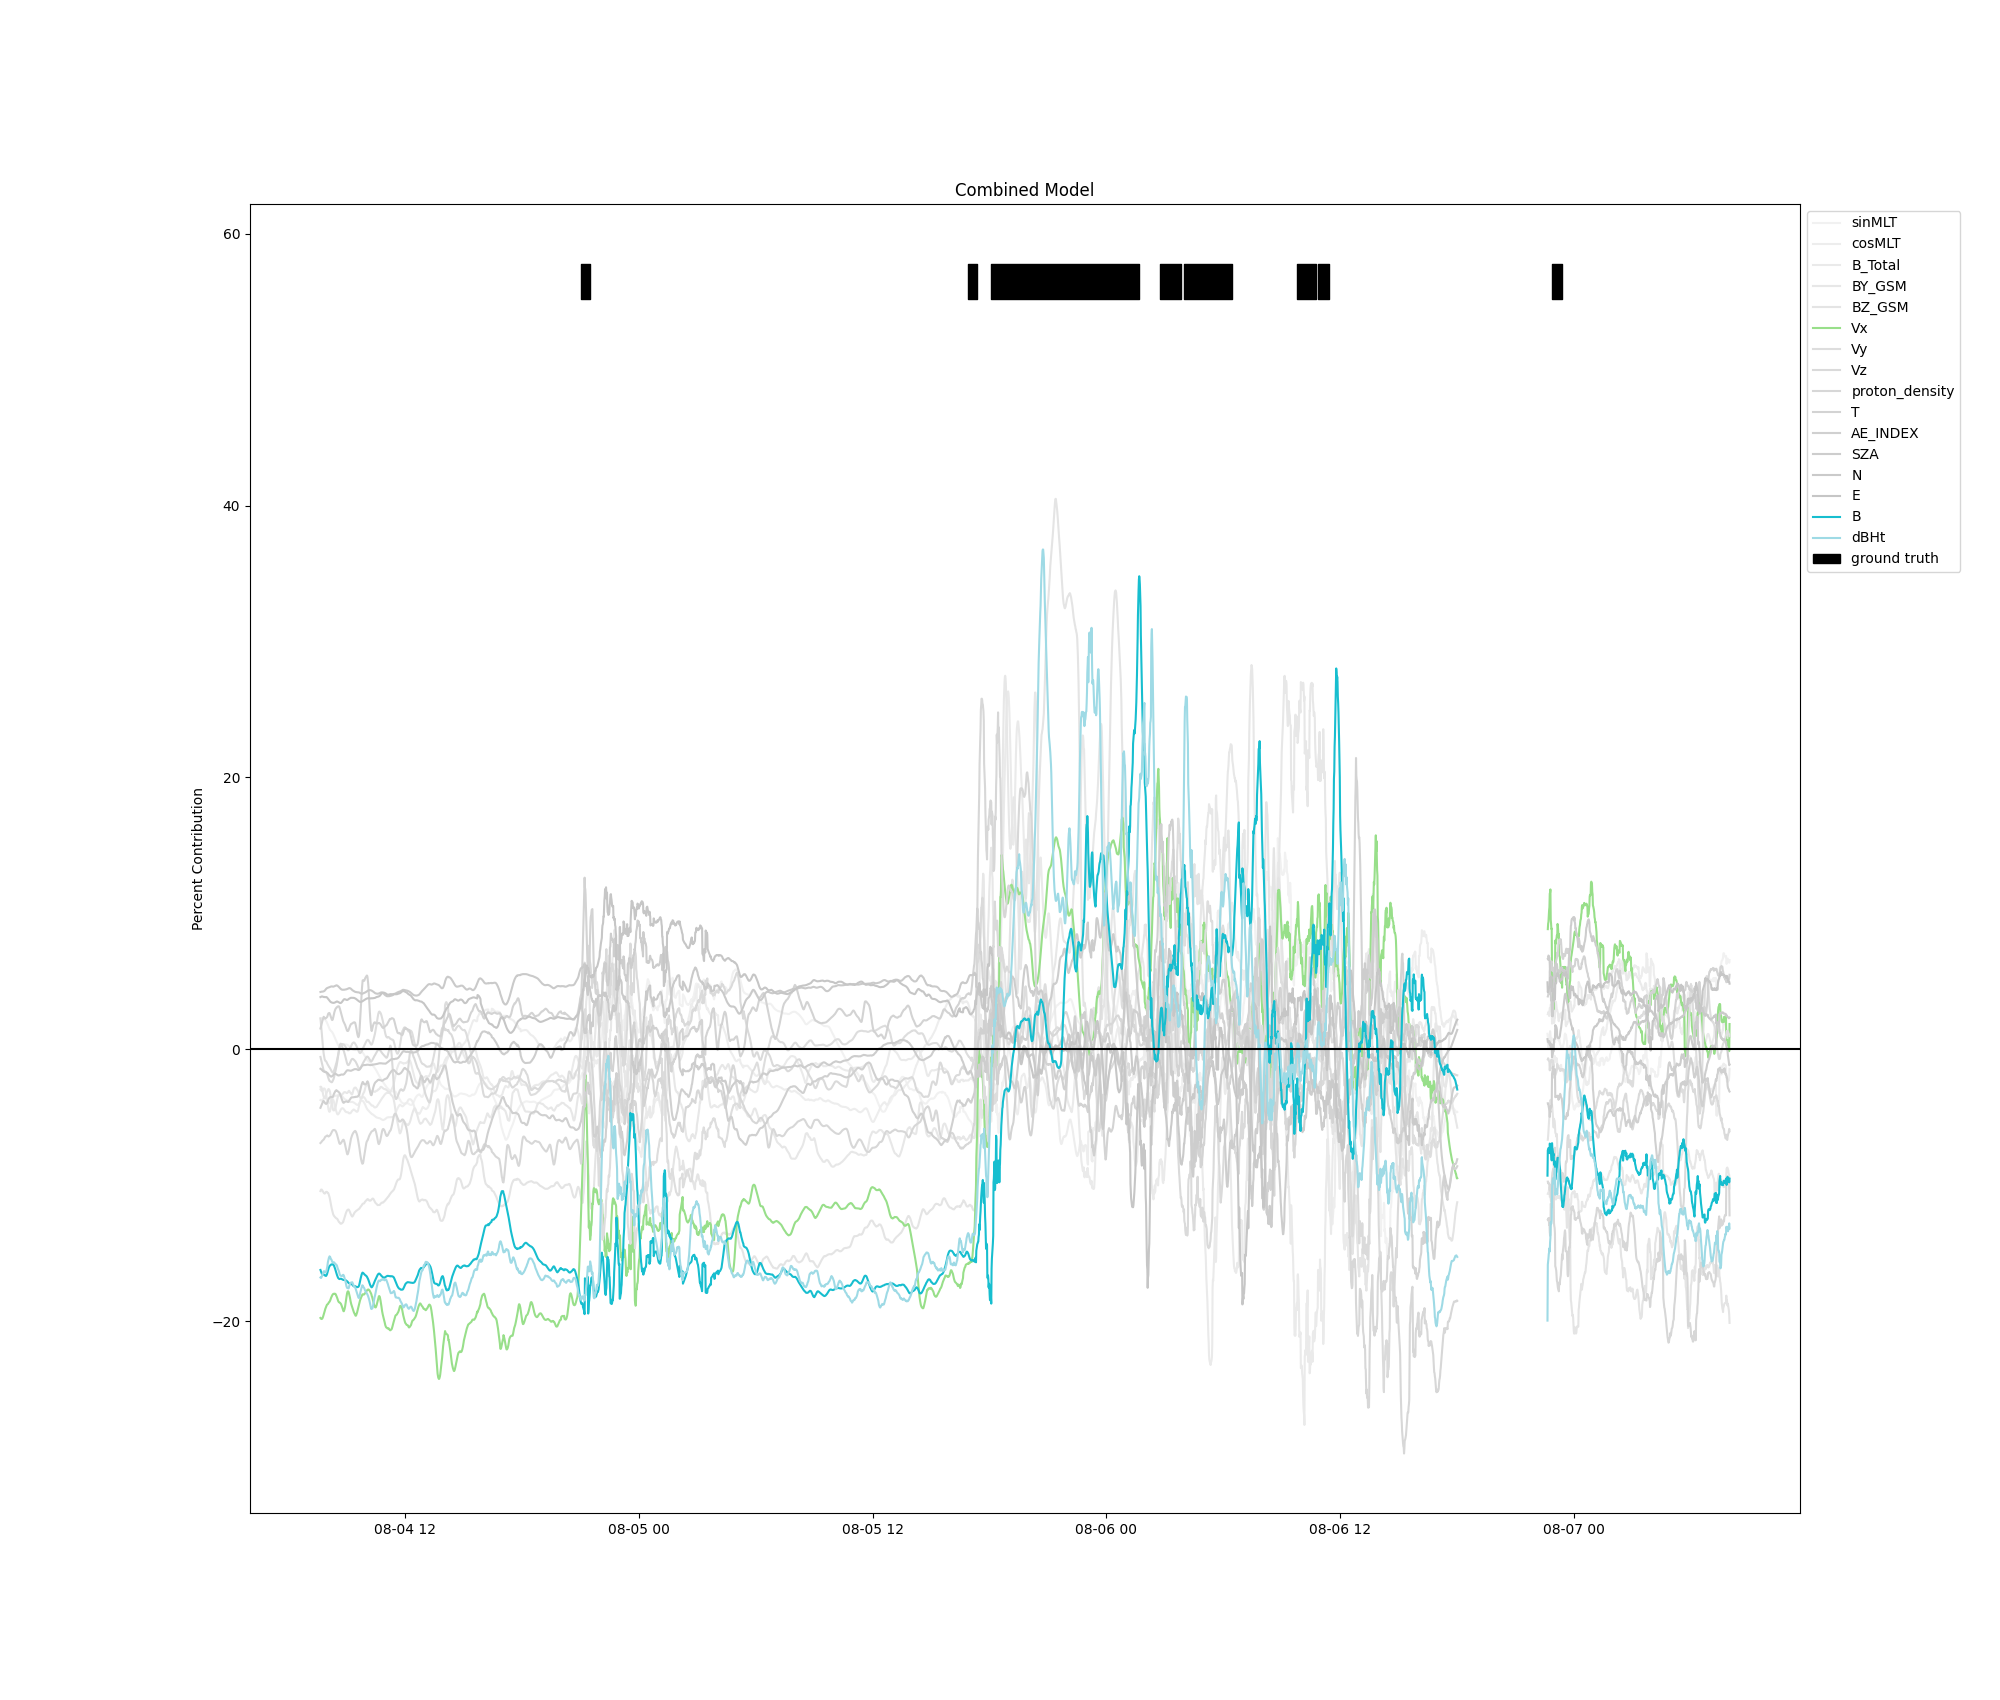 Combined Model
60
40
20
0
−20
Percent Contribution
08-04 12
08-05 00
08-05 12
08-06 00
08-06 12
08-07 00
sinMLT
cosMLT
B_Total
BY_GSM
BZ_GSM
Vx
Vy
Vz
proton_density
T
AE_INDEX
SZA
N
E
B
dBHt
ground truth